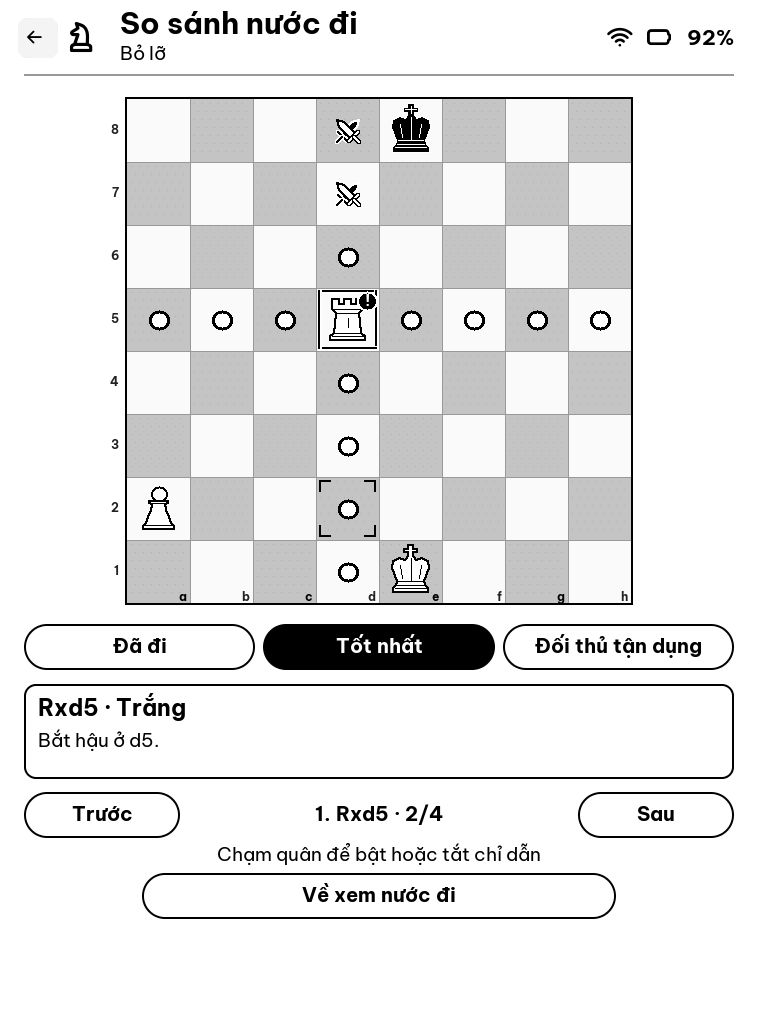 So sánh nước đi
Bỏ lỡ
92%
8
7
6
5
4
3
2
1
a b c d e f g h
Đã đi
Tốt nhất
Đối thủ tận dụng
Rxd5 · Trắng
Bắt hậu ở d5.
Trước
1. Rxd5 · 2/4
Sau
Chạm quân để bật hoặc tắt chỉ dẫn
Về xem nước đi